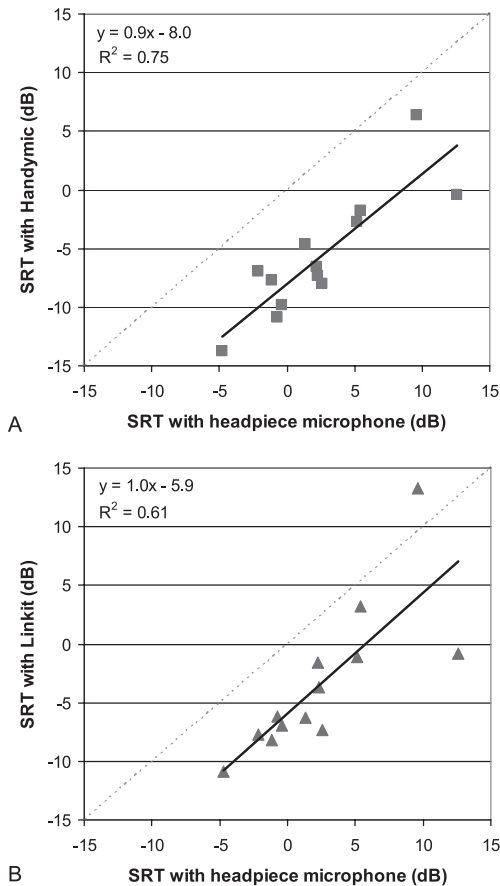 y = 0.9x - 8.0
R² = 0.75
15
10
5
0
-5
-10
-15
SRT with Handymic (dB)
-15 -10 -5 0 5 10 15
SRT with headpiece microphone (dB)
A
y = 1.0x - 5.9
R² = 0.61
15
10
5
0
-5
-10
-15
SRT with Linkit (dB)
-15 -10 -5 0 5 10 15
SRT with headpiece microphone (dB)
B